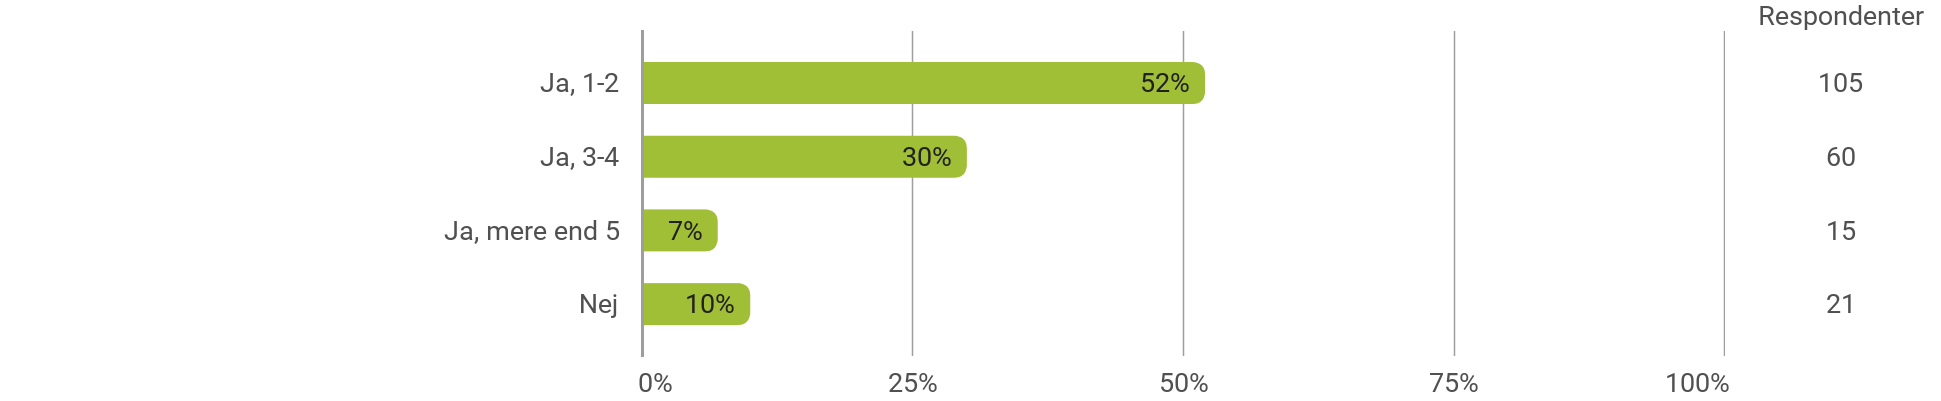 Respondenter
Ja, 1-2 52% 105
Ja, 3-4 30% 60
Ja, mere end 5 7% 15
Nej 10% 21
0% 25% 50% 75% 100%